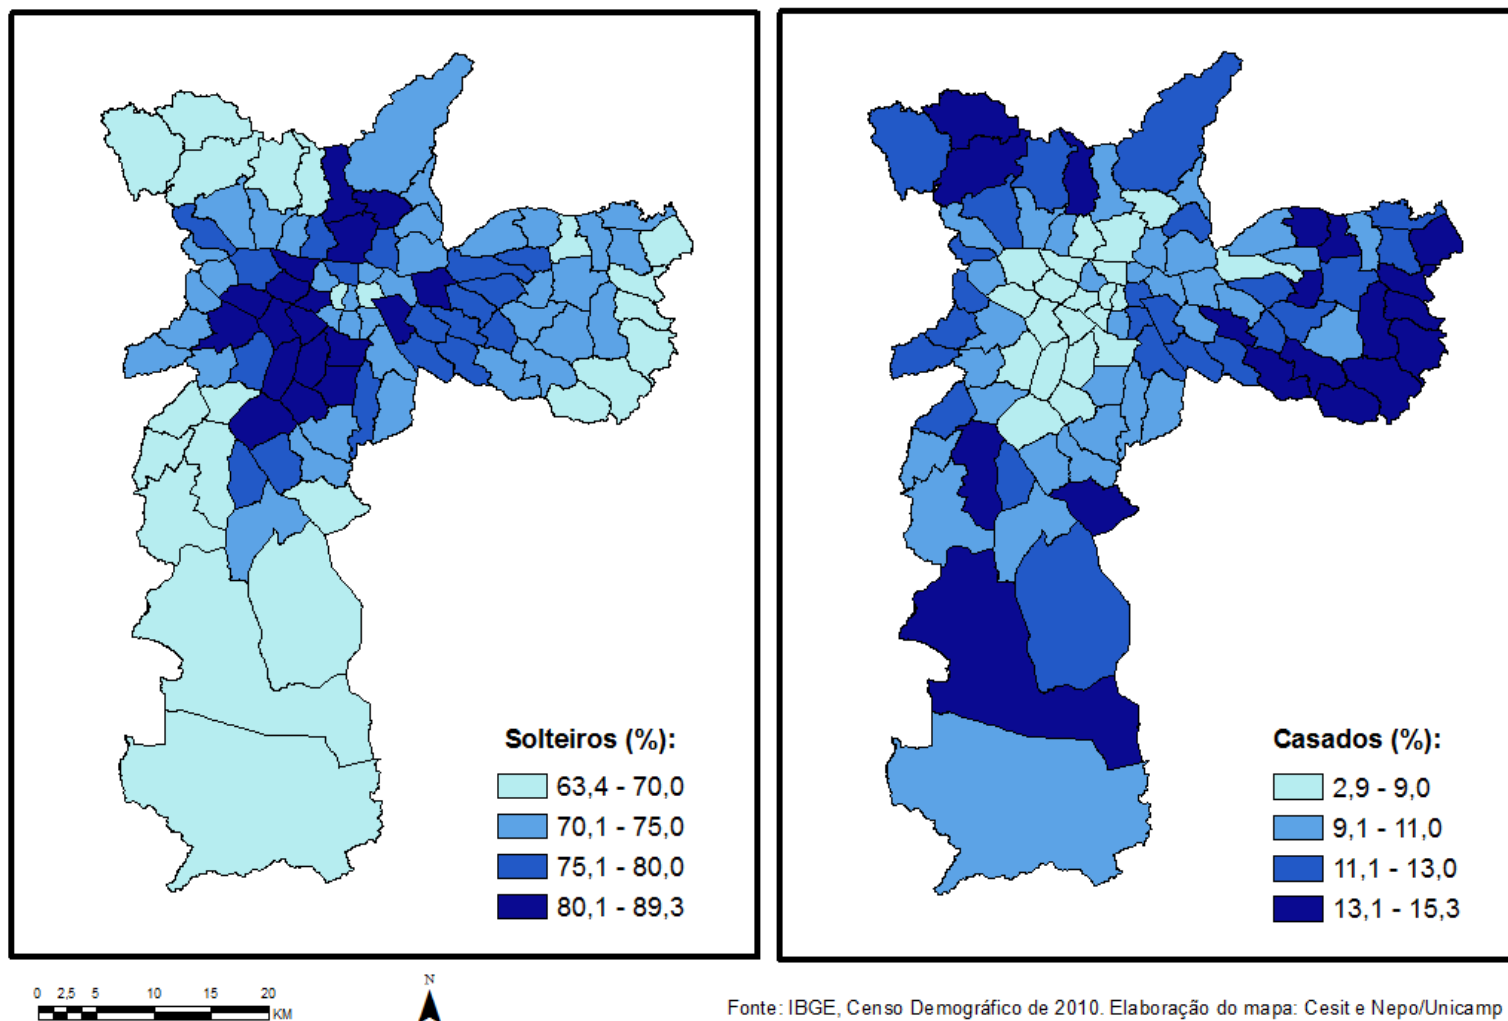 Solteiros (%):
63,4 - 70,0
70,1 - 75,0
75,1 - 80,0
80,1 - 89,3
Casados (%):
2,9 - 9,0
9,1 - 11,0
11,1 - 13,0
13,1 - 15,3
0 2,5 5 10 15 20
KM
N
Fonte: IBGE, Censo Demográfico de 2010. Elaboração do mapa: Cesit e Nepo/Unicamp